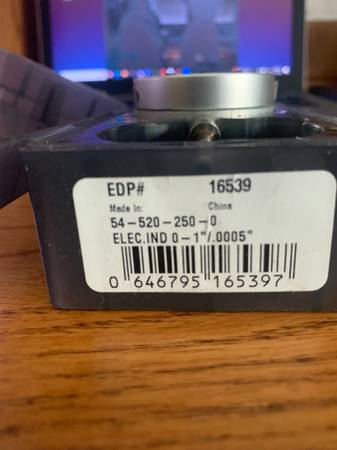 EDP# 16539
Made in: China
54-520-250-0
ELEC.IND 0-1"/.0005"
0 646795 165397